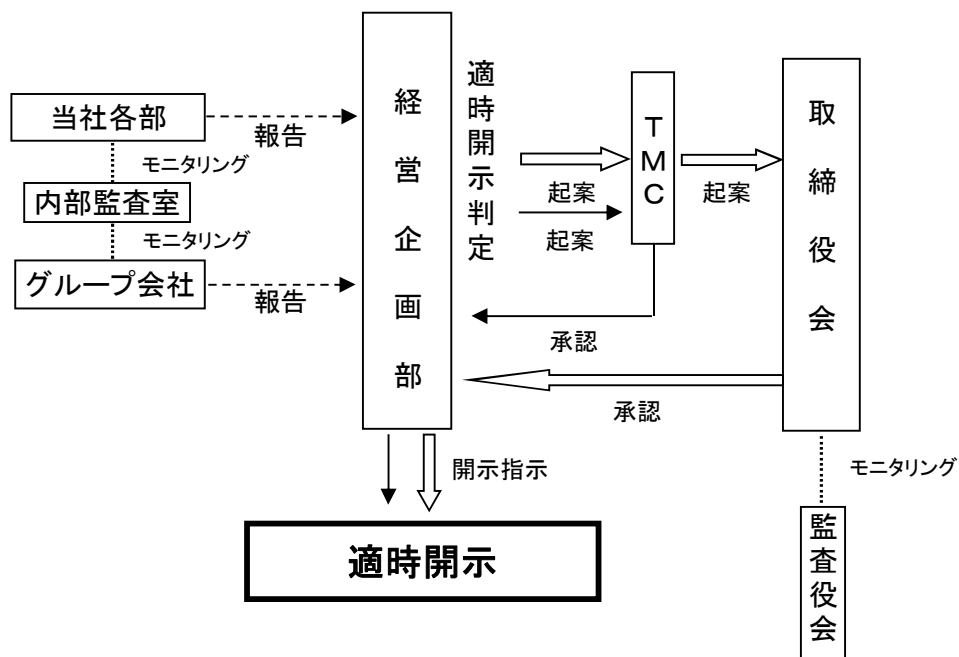 当社各部
報告
モニタリング
内部監査室
モニタリング
グループ会社
報告
経営企画部
適時開示判定
起案
起案
TMC
起案
取締役会
承認
承認
開示指示
適時開示
モニタリング
監査役会